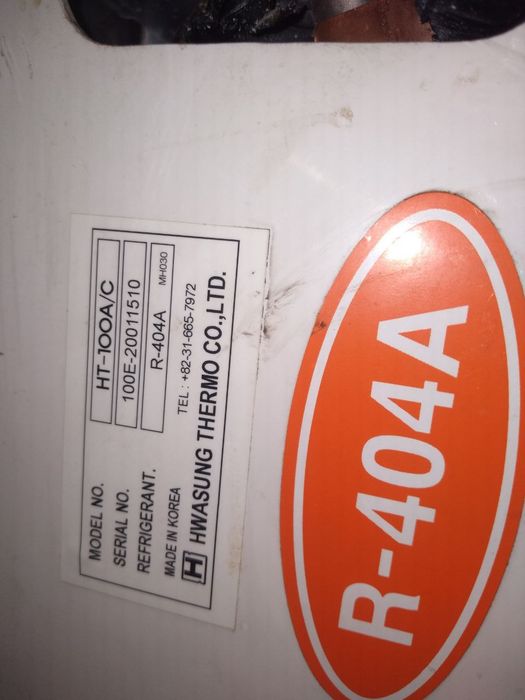 MODEL NO. HT-100A/C
SERIAL NO. 100E-20011510
REFRIGERANT. R-404A MH030
MADE IN KOREA TEL : +82-31-665-7972
H HWASUNG THERMO CO.,LTD.
R-404A